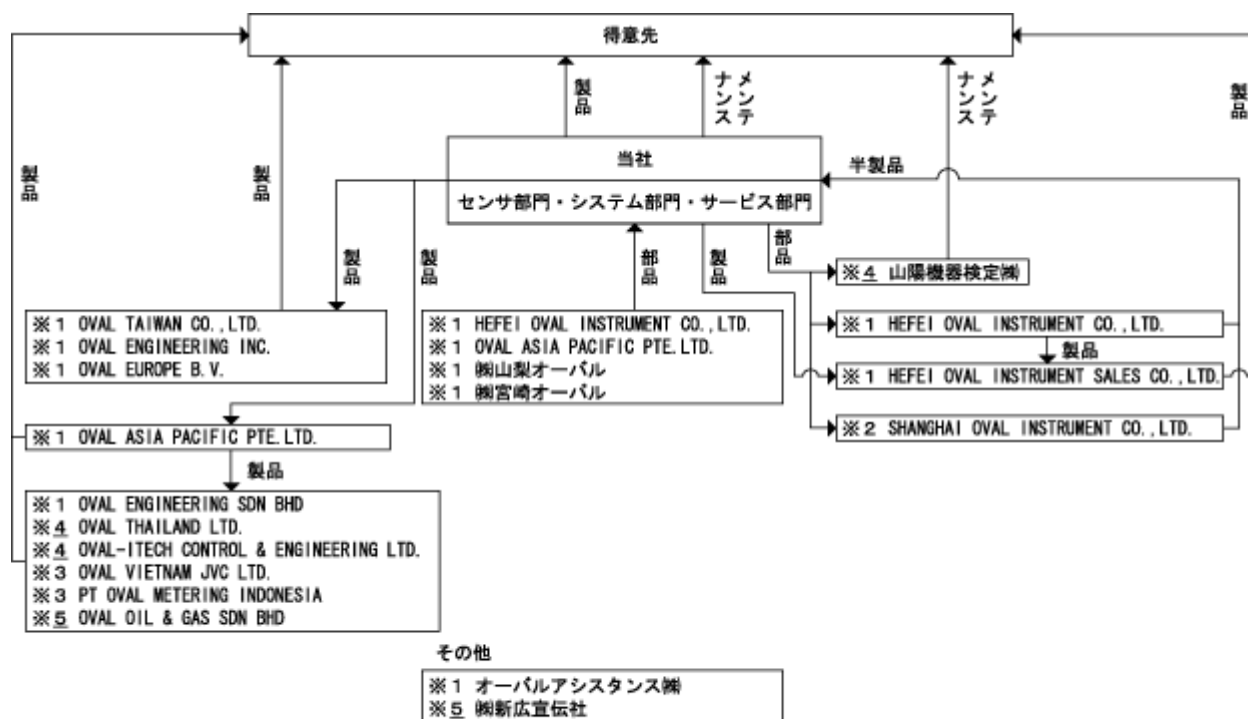 得意先
製品
メンテナンス
メンテナンス
製品
製品
製品
当社
センサ部門・システム部門・サービス部門
半製品
製品
製品
部品
製品
部品
※4 山陽機器検定㈱
※1 OVAL TAIWAN CO.,LTD.
※1 OVAL ENGINEERING INC.
※1 OVAL EUROPE B.V.
※1 HEFEI OVAL INSTRUMENT CO.,LTD.
※1 OVAL ASIA PACIFIC PTE.LTD.
※1 ㈱山梨オーバル
※1 ㈱宮崎オーバル
※1 HEFEI OVAL INSTRUMENT CO.,LTD.
製品
※1 HEFEI OVAL INSTRUMENT SALES CO.,LTD.
※2 SHANGHAI OVAL INSTRUMENT CO.,LTD.
※1 OVAL ASIA PACIFIC PTE.LTD.
製品
※1 OVAL ENGINEERING SDN BHD
※4 OVAL THAILAND LTD.
※4 OVAL-ITECH CONTROL & ENGINEERING LTD.
※3 OVAL VIETNAM JVC LTD.
※3 PT OVAL METERING INDONESIA
※5 OVAL OIL & GAS SDN BHD
その他
※1 オーバルアシスタンス㈱
※5 ㈱新広宣伝社